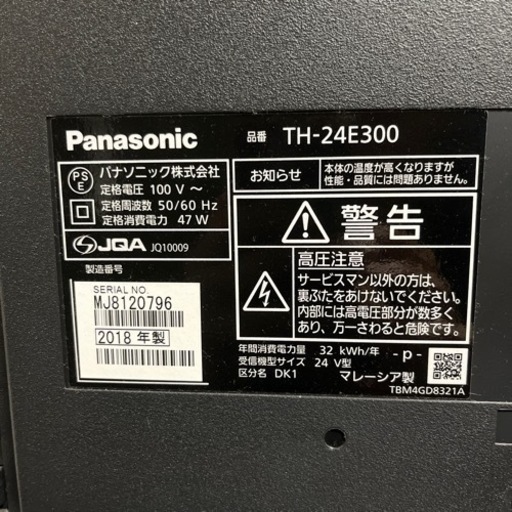 Panasonic
品番 TH-24E300
PS
E
パナソニック株式会社
定格電圧 100 V ～
定格周波数 50/60 Hz
定格消費電力 47 W
JQA JQ10009
お知らせ
本体の温度が高くなりますが
性能・品質には問題ありません。
警告
高圧注意
サービスマン以外の方は、
裏ぶたをあけないでください。
内部には高電圧部分が数多く
あり、万一さわると危険です。
製造番号
SERIAL NO.
MJ8120796
2018 年製
年間消費電力量 32 kWh/年
受信機型サイズ 24 V型
区分名 DK1
-p-
マレーシア製
TBM4GD8321A